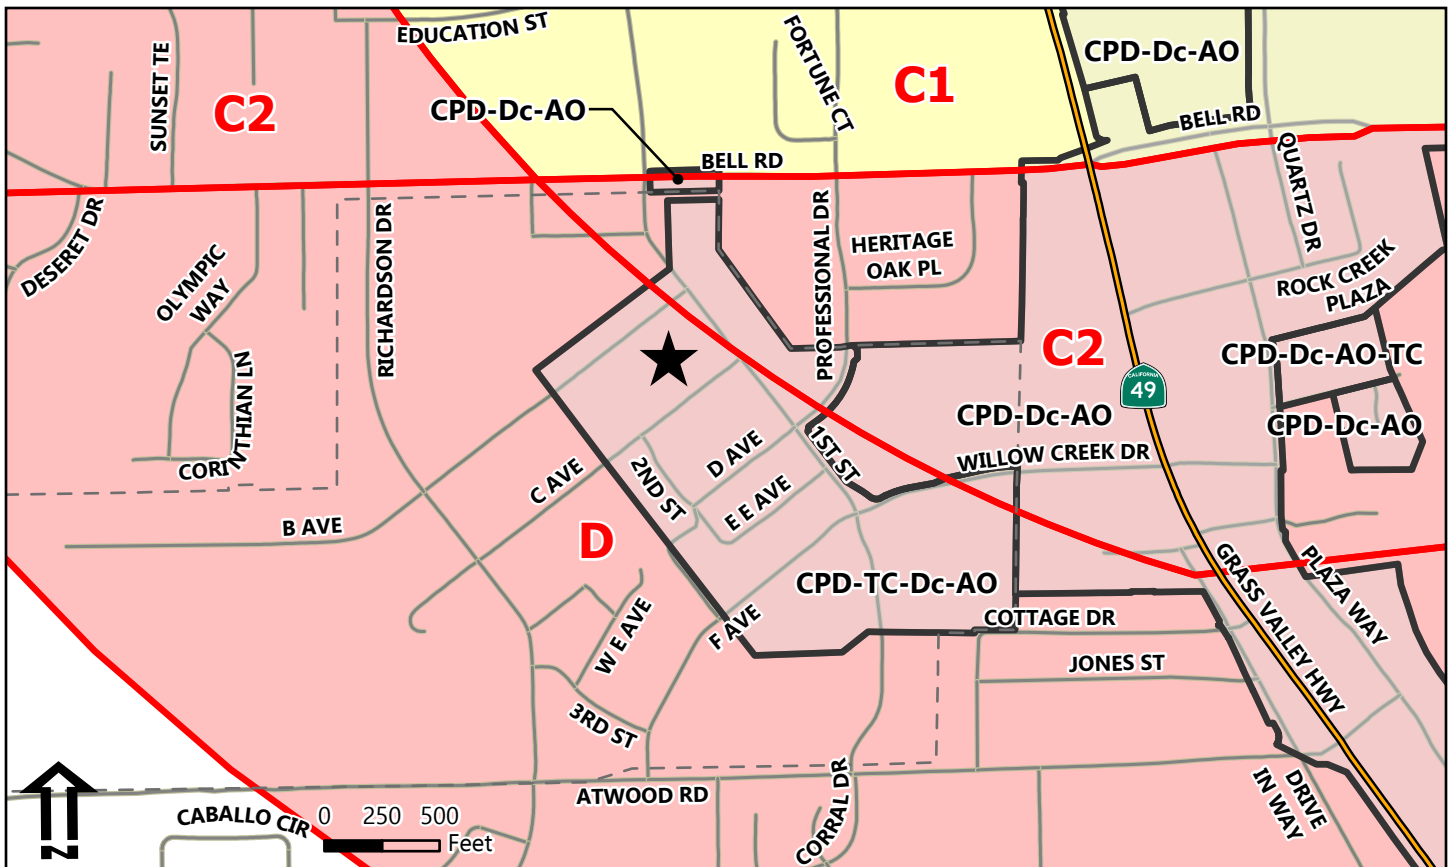 EDUCATION ST
FORTUNE CT
CPD-Dc-AO
SUNSET TE
C2
CPD-Dc-AO
C1
BELL RD
BELL RD
QUARTZ DR
DESERET DR
OLYMPIC
WAY
RICHARDSON DR
PROFESSIONAL DR
HERITAGE
OAK PL
ROCK CREEK
PLAZA
C2
CPD-Dc-AO-TC
CALIFORNIA
49
CORINTHIAN LN
CPD-Dc-AO
CPD-Dc-AO
1ST ST
WILLOW CREEK DR
D AVE
C AVE
2ND ST
E E AVE
B AVE
D
CPD-TC-Dc-AO
GRASS VALLEY HWY
PLAZA WAY
COTTAGE DR
W E AVE
F AVE
JONES ST
3RD ST
ATWOOD RD
CORRAL DR
DRIVE
IN WAY
CABALLO CIR
N
0 250 500
Feet